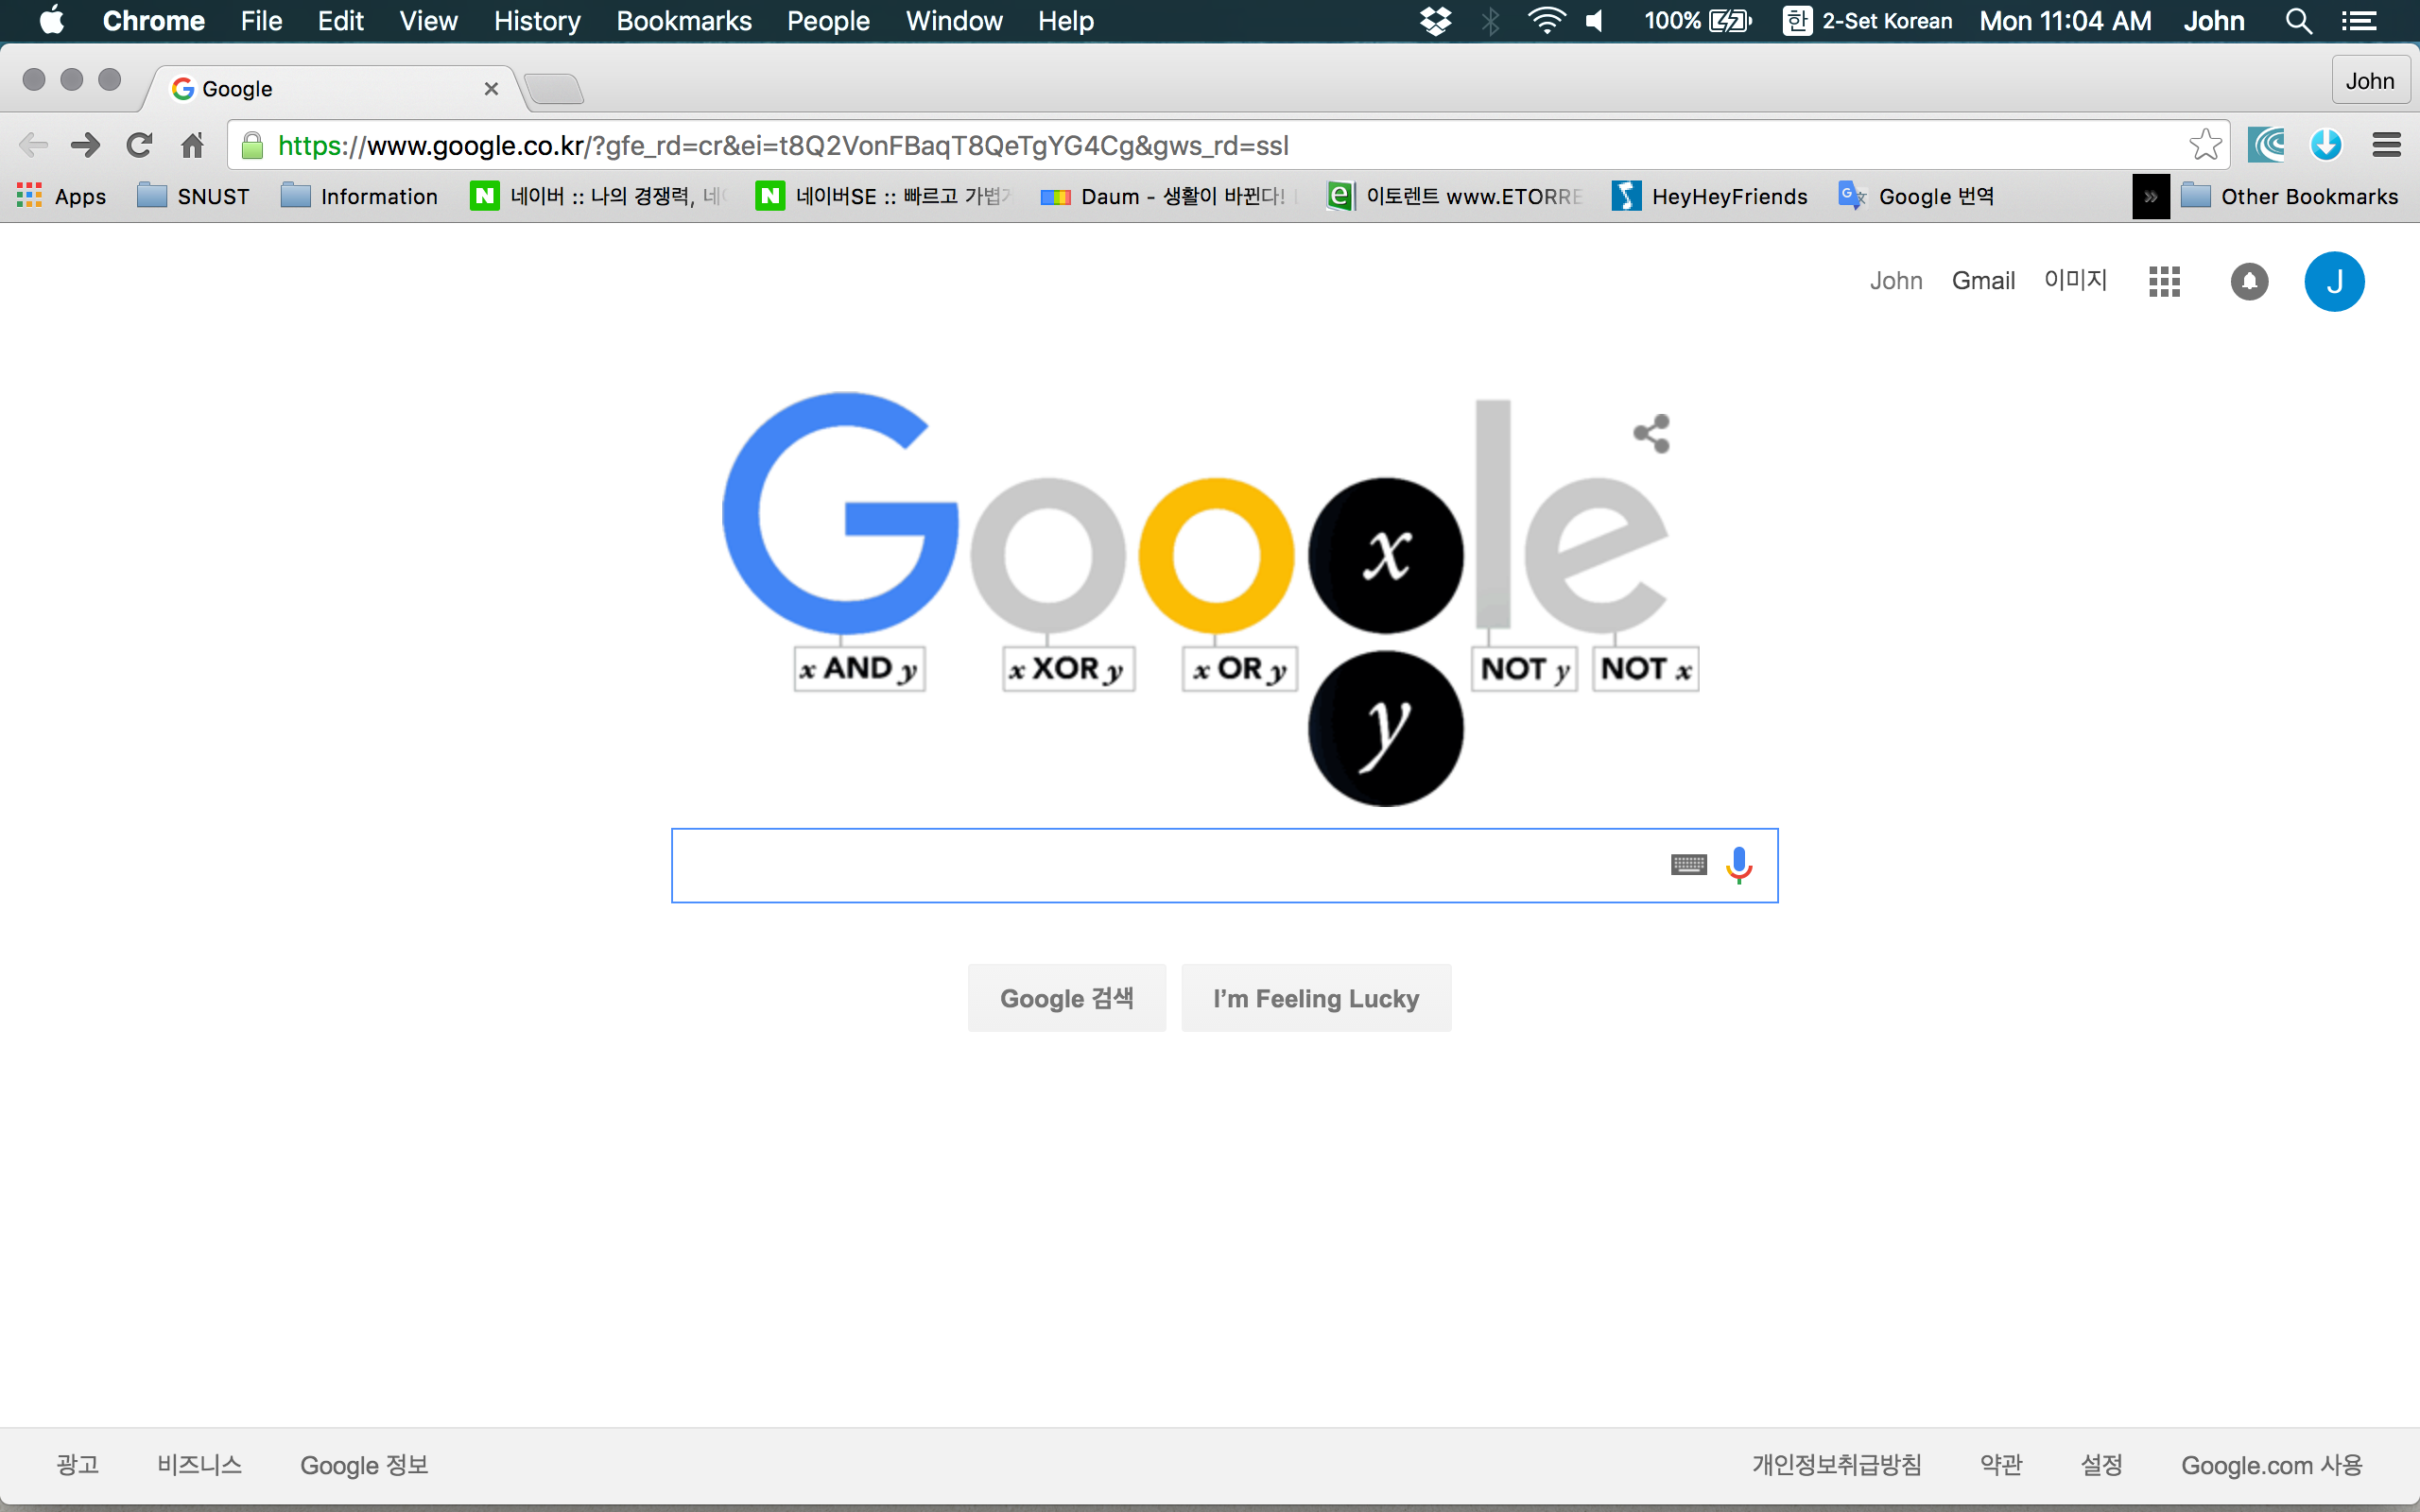 Chrome File Edit View History Bookmarks People Window Help 100% 한 2-Set Korean Mon 11:04 AM John
Google John
https://www.google.co.kr/?gfe_rd=cr&ei=t8Q2VonFBaqT8QeTgYG4Cg&gws_rd=ssl
Apps SNUST Information N 네이버 :: 나의 경쟁력, 네 N 네이버SE :: 빠르고 가볍 Daum - 생활이 바뀐다! e 이토렌트 www.ETORRE HeyHeyFriends Google 번역 » Other Bookmarks
John Gmail 이미지 J
Google
x
x AND y x XOR y x OR y NOT y NOT x
y
Google 검색 I'm Feeling Lucky
광고 비즈니스 Google 정보 개인정보취급방침 약관 설정 Google.com 사용